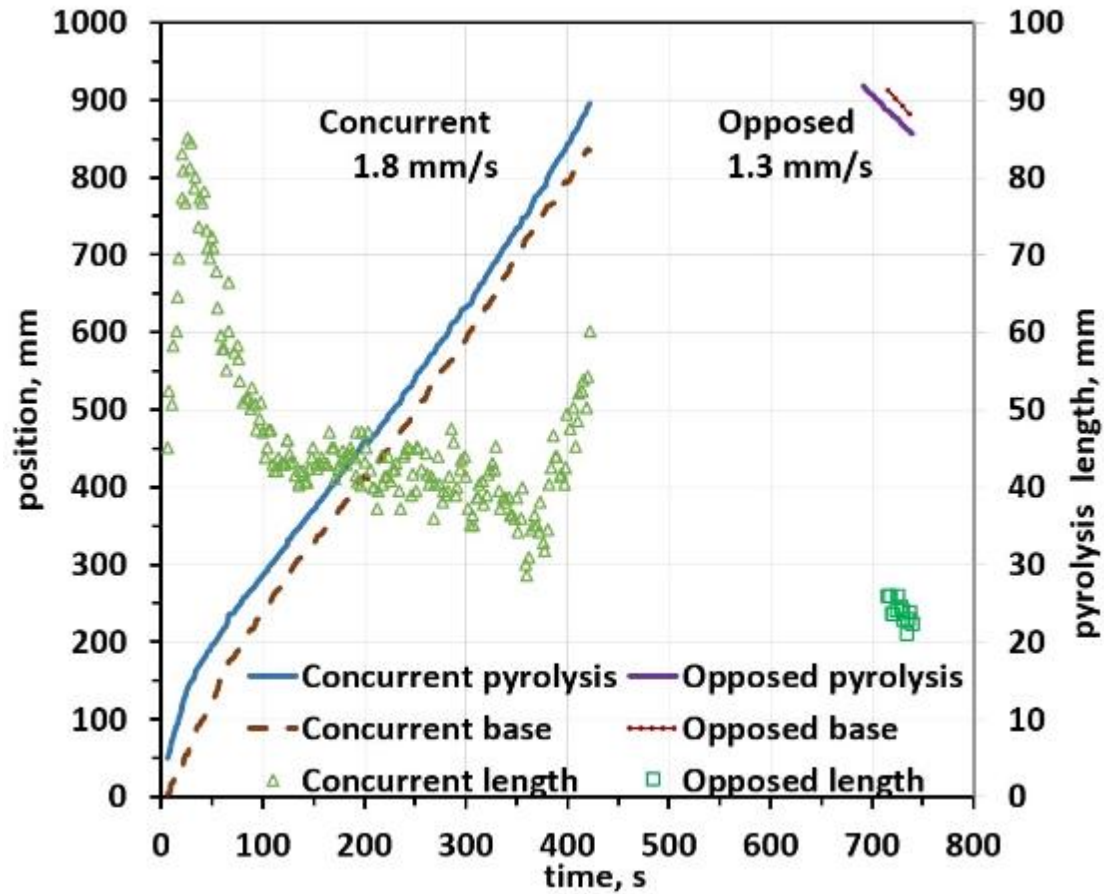 1000
900
800
700
600
500
400
300
200
100
0
position, mm
100
90
80
70
60
50
40
30
20
10
0
pyrolysis length, mm
Concurrent
1.8 mm/s
Opposed
1.3 mm/s
Concurrent pyrolysis
Opposed pyrolysis
Concurrent base
Opposed base
Concurrent length
Opposed length
0 100 200 300 400 500 600 700 800
time, s